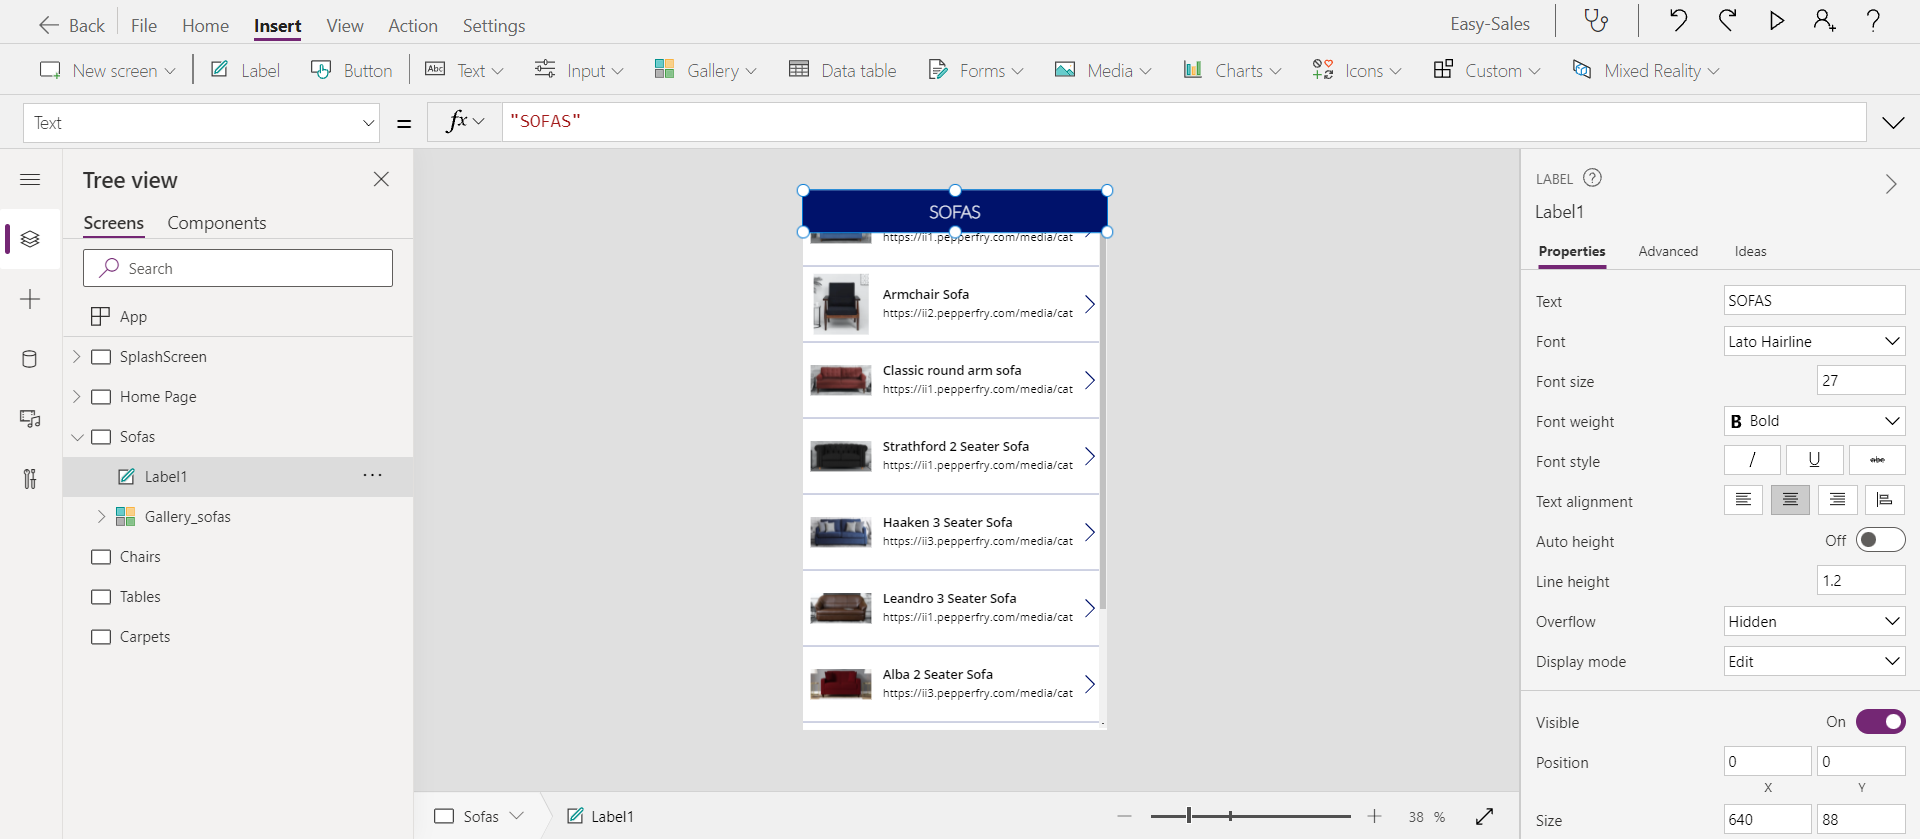 Back File Home Insert View Action Settings Easy-Sales
New screen Label Button Abc Text Input Gallery Data table Forms Media Charts Icons Custom Mixed Reality
Text = fx "SOFAS"
Tree view
Screens Components
Search
App
SplashScreen
Home Page
Sofas
Label1 ...
Gallery_sofas
Chairs
Tables
Carpets
SOFAS
https://ii1.pepperfry.com/media/cat
Armchair Sofa
https://ii2.pepperfry.com/media/cat
Classic round arm sofa
https://ii1.pepperfry.com/media/cat
Strathford 2 Seater Sofa
https://ii1.pepperfry.com/media/cat
Haaken 3 Seater Sofa
https://ii3.pepperfry.com/media/cat
Leandro 3 Seater Sofa
https://ii1.pepperfry.com/media/cat
Alba 2 Seater Sofa
https://ii3.pepperfry.com/media/cat
Sofas Label1 38 %
LABEL ?
Label1
Properties Advanced Ideas
Text SOFAS
Font Lato Hairline
Font size 27
Font weight B Bold
Font style / U abc
Text alignment
Auto height Off
Line height 1.2
Overflow Hidden
Display mode Edit
Visible On
Position 0 0
X Y
Size 640 88